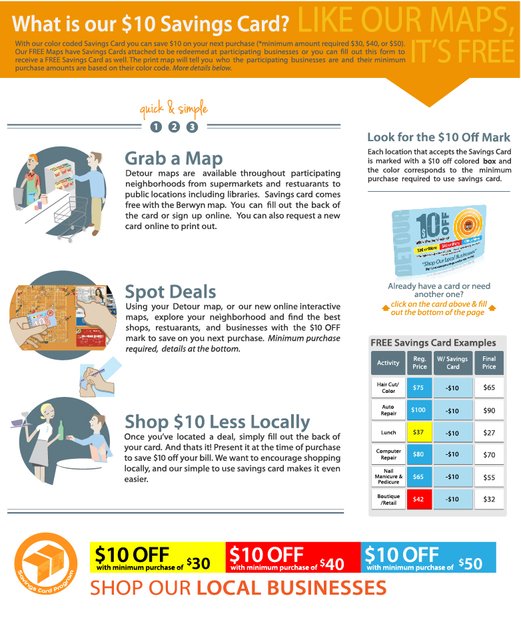 What is our $10 Savings Card?
LIKE OUR MAPS,
IT'S FREE
With our color coded Savings Card you can save $10 on your next purchase (*minimum amount required $30, $40, or $50).
Our FREE Maps have Savings Cards attached to be redeemed at participating businesses or you can fill out this form to
receive a FREE Savings Card as well. The print map will tell you who the participating businesses are and their minimum
purchase amounts are based on their color code. More details below.
quick & simple
1 2 3
Grab a Map
Detour maps are available throughout participating
neighborhoods from supermarkets and restuarants to
public locations including libraries. Savings card comes
free with the Berwyn map. You can fill out the back of
the card or sign up online. You can also request a new
card online to print out.
Spot Deals
Using your Detour map, or our new online interactive
maps, explore your neighborhood and find the best
shops, restuarants, and businesses with the $10 OFF
mark to save on you next purchase. Minimum purchase
required, details at the bottom.
Shop $10 Less Locally
Once you've located a deal, simply fill out the back of
your card. And thats it! Present it at the time of purchase
to save $10 off your bill. We want to encourage shopping
locally, and our simple to use savings card makes it even
easier.
Look for the $10 Off Mark
Each location that accepts the Savings Card
is marked with a $10 off colored box and
the color corresponds to the minimum
purchase required to use savings card.
DETOUR
$10 OFF
"Shop Our Local Businesses"
Already have a card or need
another one?
click on the card above & fill
out the bottom of the page
FREE Savings Card Examples
Activity Reg. Price W/ Savings Card Final Price
Hair Cut/ Color $75 -$10 $65
Auto Repair $100 -$10 $90
Lunch $37 -$10 $27
Computer Repair $80 -$10 $70
Nail Manicure & Pedicure $65 -$10 $55
Boutique /Retail $42 -$10 $32
Savings Card Program
$10 OFF with minimum purchase of $30
$10 OFF with minimum purchase of $40
$10 OFF with minimum purchase of $50
SHOP OUR LOCAL BUSINESSES